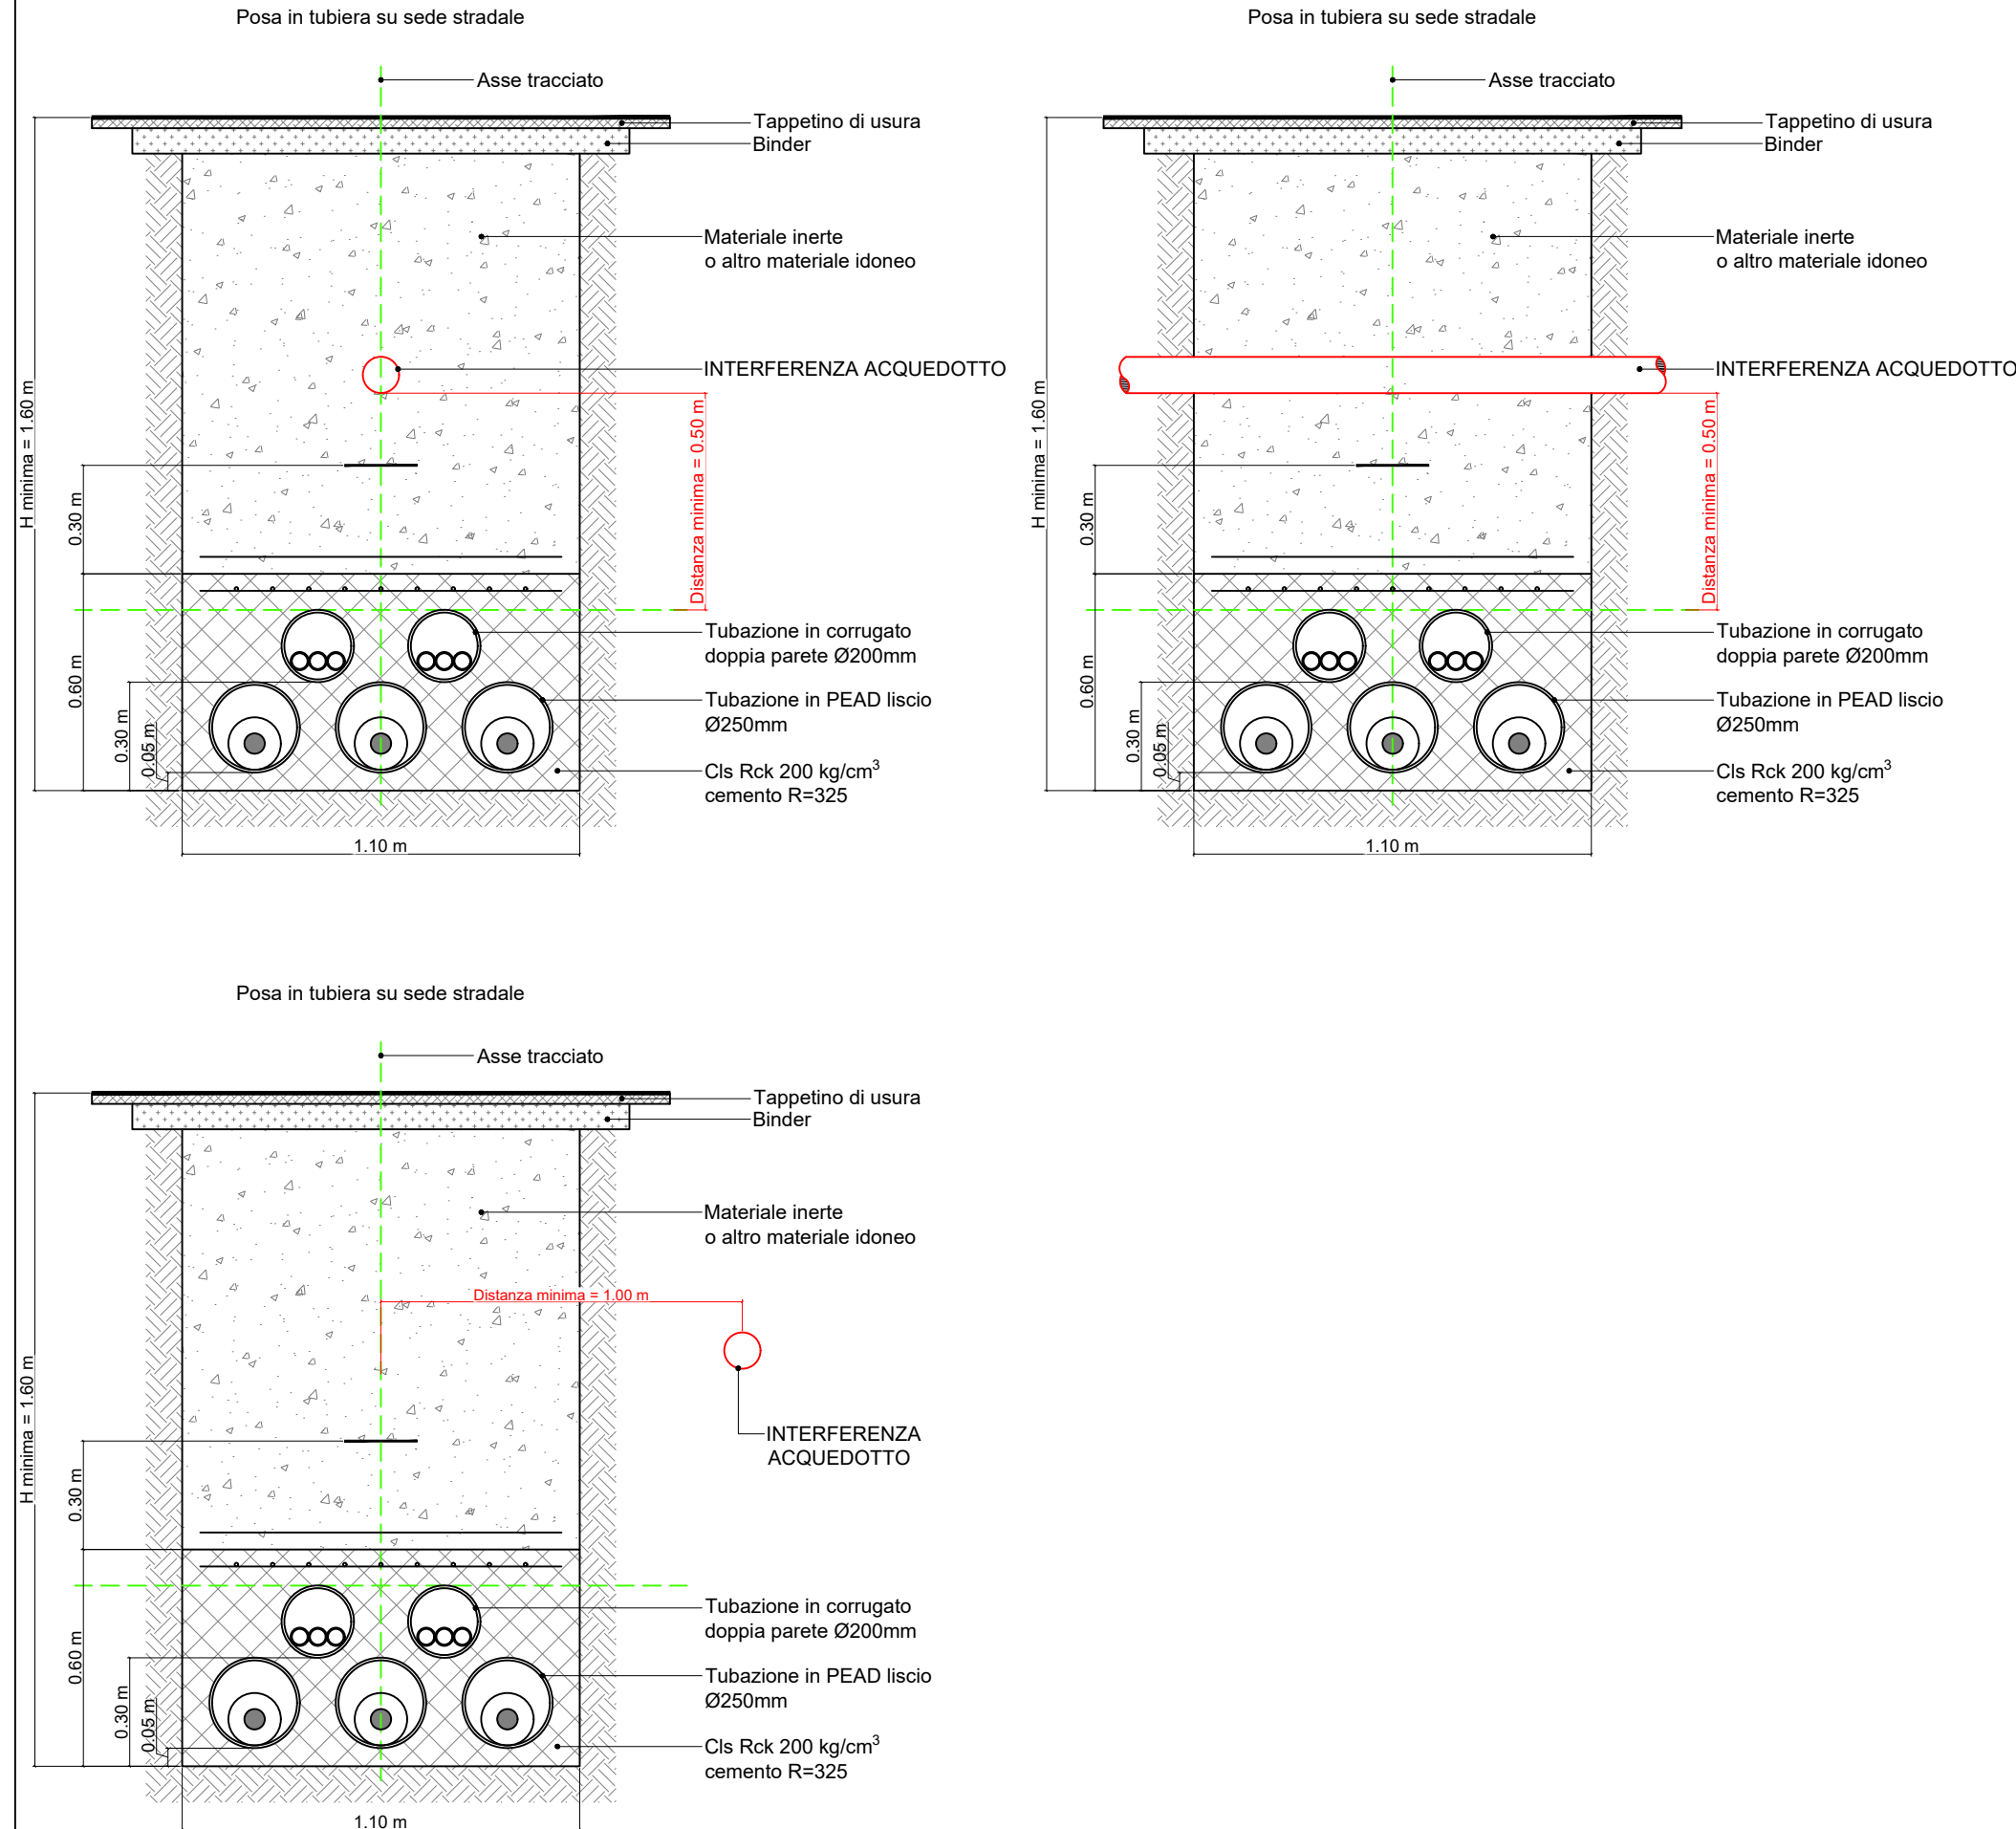 Posa in tubiera su sede stradale
Asse tracciato
Tappetino di usura
Binder
Materiale inerte
o altro materiale idoneo
INTERFERENZA ACQUEDOTTO
H minima = 1.60 m
0.30 m
Distanza minima = 0.50 m
0.60 m
0.30 m
0.05 m
Tubazione in corrugato
doppia parete Ø200mm
Tubazione in PEAD liscio
Ø250mm
Cls Rck 200 kg/cm³
cemento R=325
1.10 m
Posa in tubiera su sede stradale
Asse tracciato
Tappetino di usura
Binder
Materiale inerte
o altro materiale idoneo
INTERFERENZA ACQUEDOTTO
H minima = 1.60 m
0.30 m
Distanza minima = 0.50 m
0.60 m
0.30 m
0.05 m
Tubazione in corrugato
doppia parete Ø200mm
Tubazione in PEAD liscio
Ø250mm
Cls Rck 200 kg/cm³
cemento R=325
1.10 m
Posa in tubiera su sede stradale
Asse tracciato
Tappetino di usura
Binder
Materiale inerte
o altro materiale idoneo
Distanza minima = 1.00 m
INTERFERENZA
ACQUEDOTTO
H minima = 1.60 m
0.30 m
0.60 m
0.30 m
0.05 m
Tubazione in corrugato
doppia parete Ø200mm
Tubazione in PEAD liscio
Ø250mm
Cls Rck 200 kg/cm³
cemento R=325
1.10 m